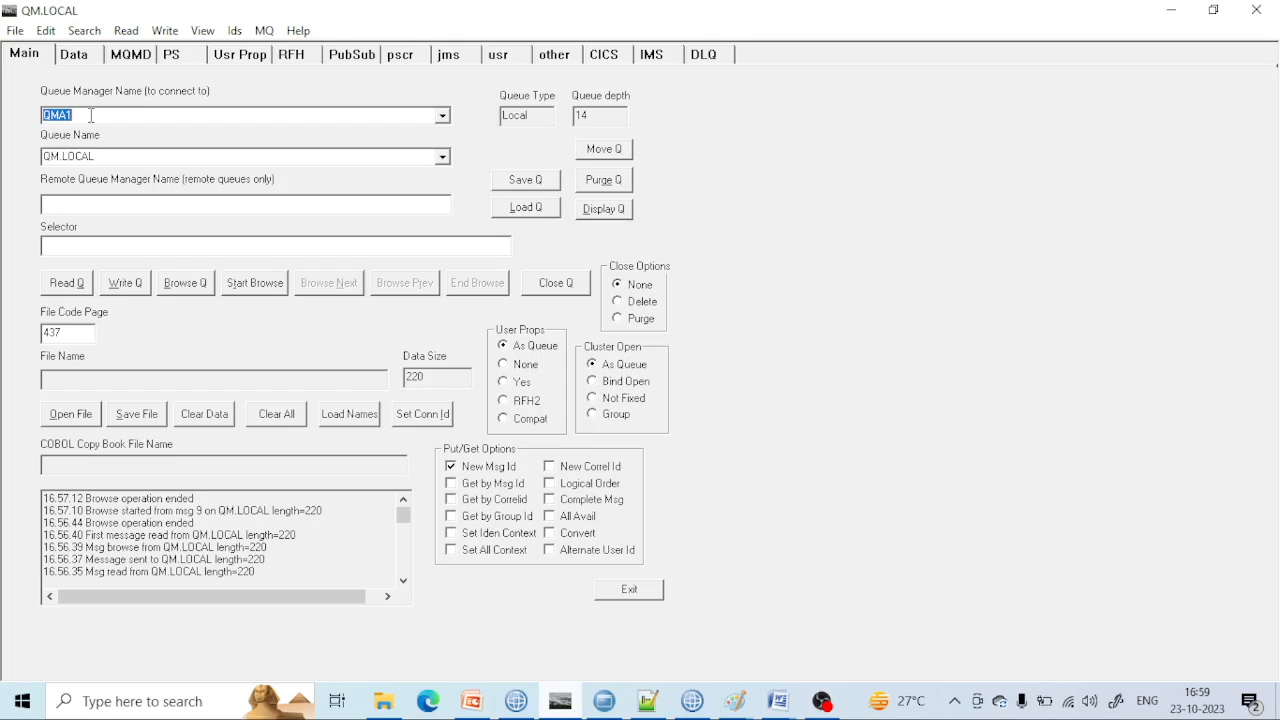 QM.LOCAL
File Edit Search Read Write View Ids MQ Help
Main Data MQMD PS Usr Prop RFH PubSub pscr jms usr other CICS IMS DLQ
Queue Manager Name (to connect to)
Queue Type Queue depth
QMA1
Local 14
Queue Name
Move Q
QM.LOCAL
Remote Queue Manager Name (remote queues only)
Save Q Purge Q
Load Q Display Q
Selector
Close Options
Read Q Write Q Browse Q Start Browse Browse Next Browse Prev End Browse Close Q
None
Delete
Purge
File Code Page
437
User Props
As Queue
None
Yes
RFH2
Compat
Cluster Open
As Queue
Bind Open
Not Fixed
Group
File Name Data Size
220
Open File Save File Clear Data Clear All Load Names Set Conn Id
COBOL Copy Book File Name
Put/Get Options
New Msg Id New Correl Id
Get by Msg Id Logical Order
Get by Correlid Complete Msg
Get by Group Id All Avail
Set Iden Context Convert
Set All Context Alternate User Id
16.57.12 Browse operation ended
16.57.10 Browse started from msg 9 on QM.LOCAL length=220
16.56.44 Browse operation ended
16.56.40 First message read from QM.LOCAL length=220
16.56.39 Msg browse from QM.LOCAL length=220
16.56.37 Message sent to QM.LOCAL length=220
16.56.35 Msg read from QM.LOCAL length=220
Exit
Type here to search
27°C
ENG
16:59
23-10-2023
2